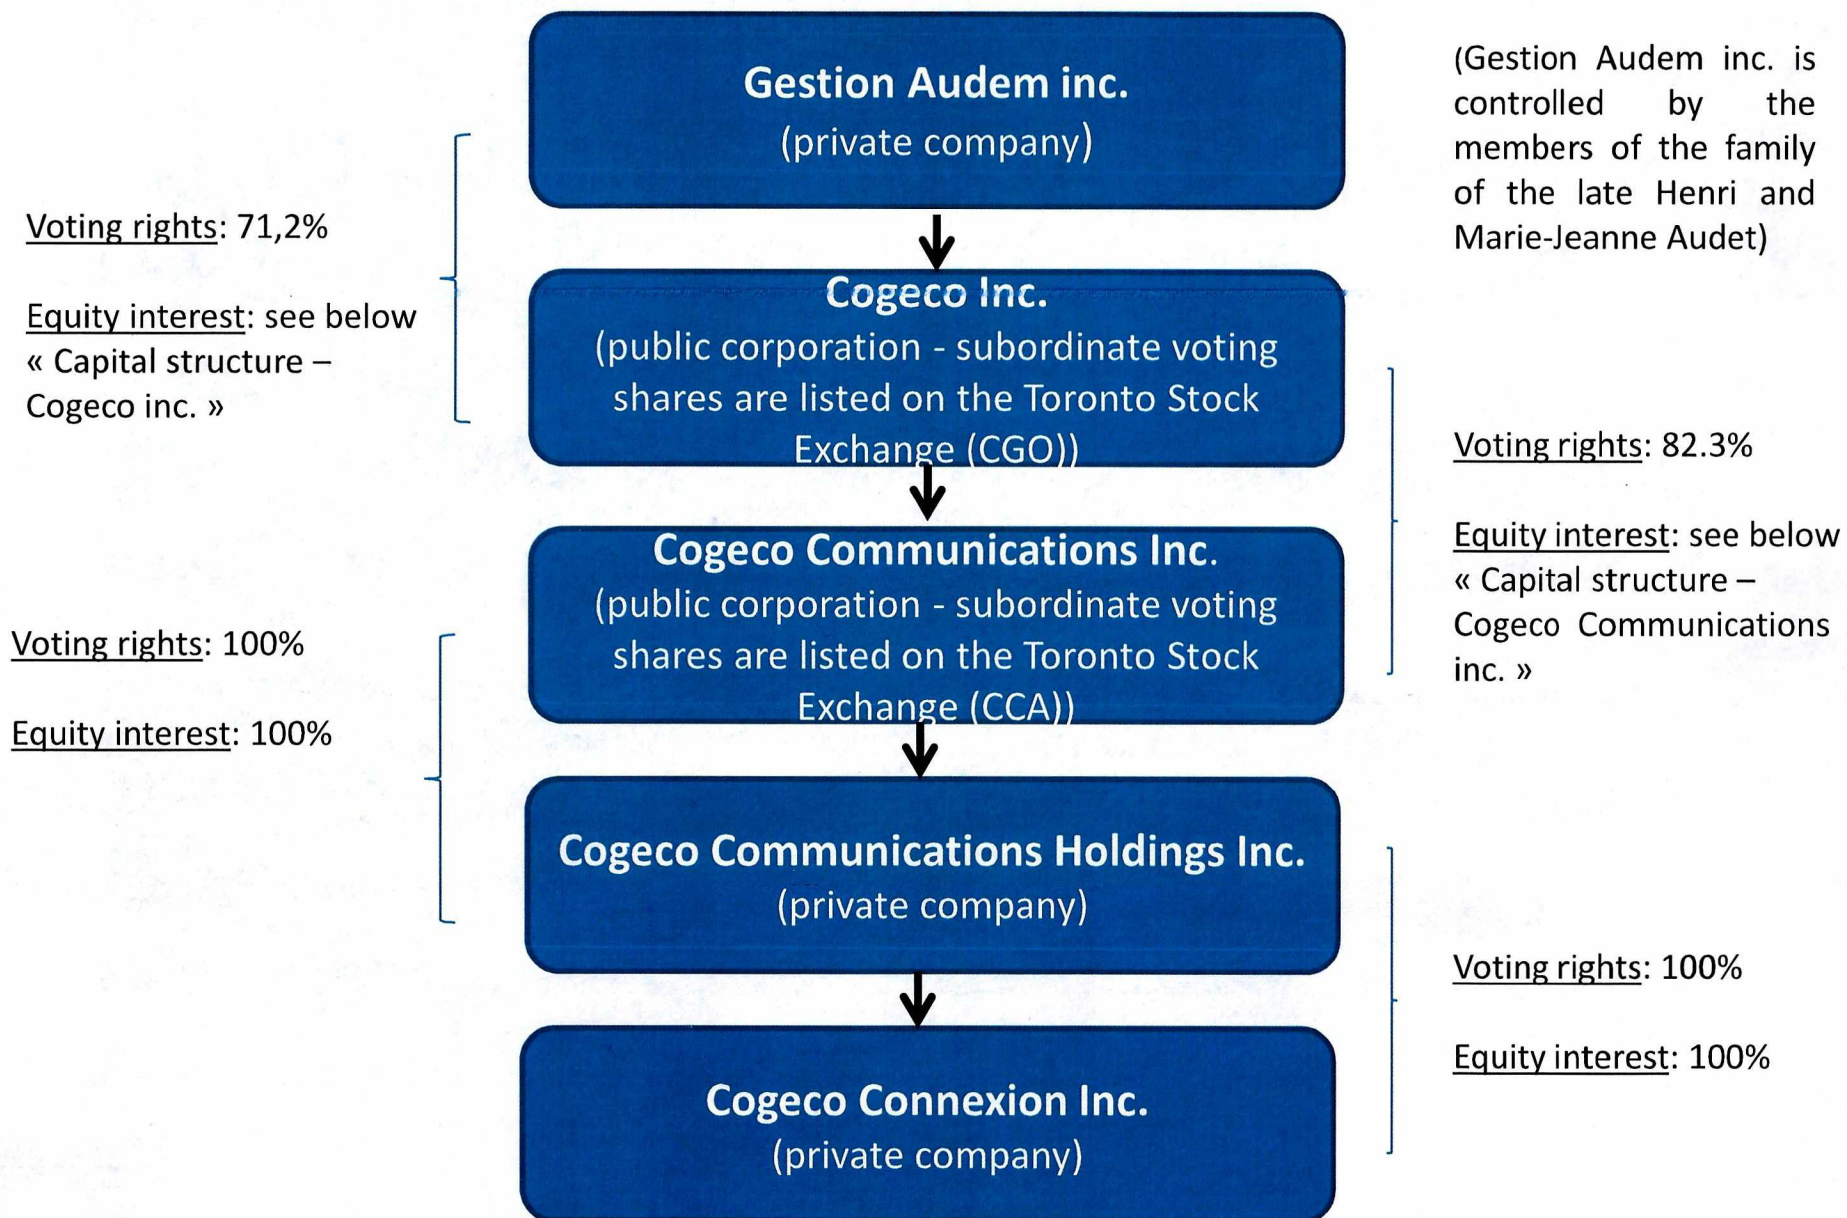 Gestion Audem inc.
(private company)
(Gestion Audem inc. is
controlled by the
members of the family
of the late Henri and
Marie-Jeanne Audet)
Voting rights: 71,2%
Equity interest: see below
« Capital structure –
Cogeco inc. »
Cogeco Inc.
(public corporation - subordinate voting
shares are listed on the Toronto Stock
Exchange (CGO))
Voting rights: 82.3%
Equity interest: see below
« Capital structure –
Cogeco Communications
inc. »
Cogeco Communications Inc.
(public corporation - subordinate voting
shares are listed on the Toronto Stock
Exchange (CCA))
Voting rights: 100%
Equity interest: 100%
Cogeco Communications Holdings Inc.
(private company)
Voting rights: 100%
Equity interest: 100%
Cogeco Connexion Inc.
(private company)